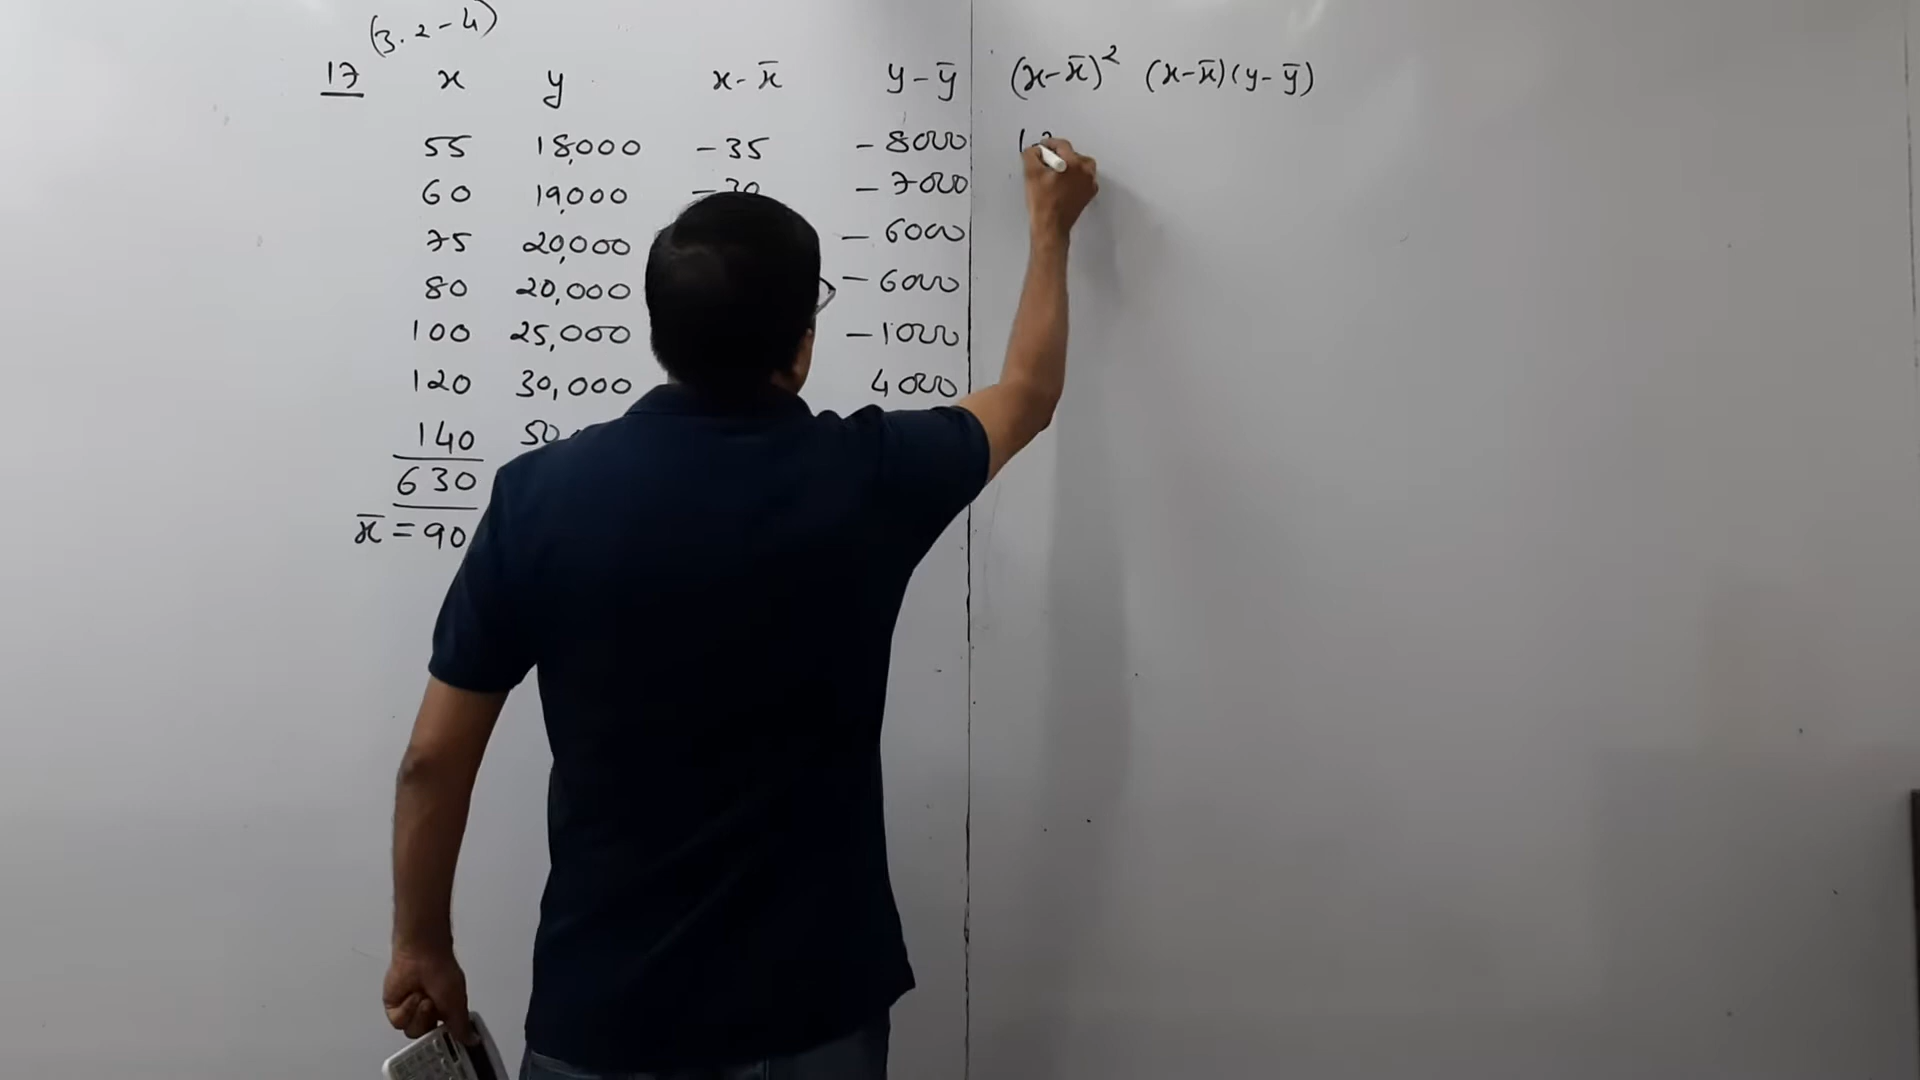 (3.2-4)
17 x y x-x̄ y-ȳ (x-x̄)² (x-x̄)(y-ȳ)
55 18,000 -35 -8000
60 19,000 -30 -7000
75 20,000 -6000
80 20,000 -6000
100 25,000 -1000
120 30,000 4000
140 50
630
x̄ = 90